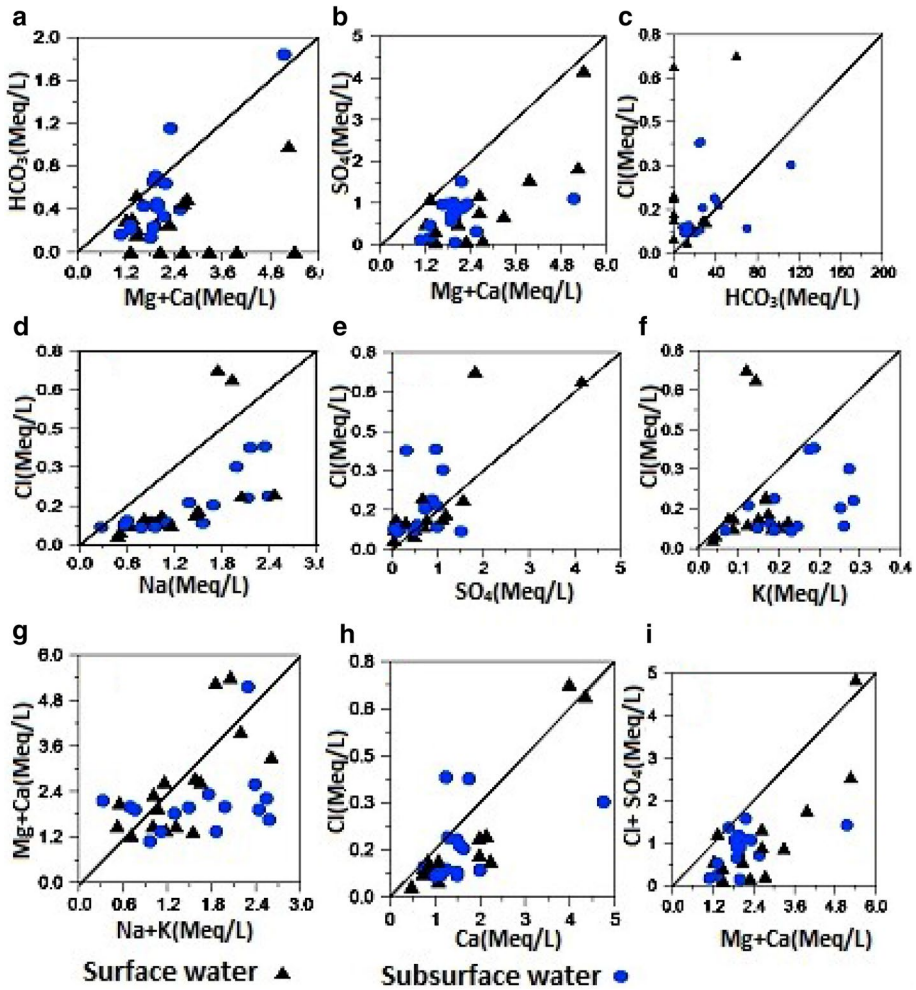 a
HCO₃(Meq/L)
2.0
1.6
1.2
0.8
0.4
0.0
0.0 1.2 2.4 3.6 4.8 6.0
Mg+Ca(Meq/L)
b
SO₄(Meq/L)
5
4
3
2
1
0
0.0 1.2 2.4 3.6 4.8 6.0
Mg+Ca(Meq/L)
c
Cl(Meq/L)
0.8
0.6
0.5
0.3
0.2
0.0
0 40 80 120 160 200
HCO₃(Meq/L)
d
Cl(Meq/L)
0.8
0.6
0.5
0.3
0.2
0.0
0.0 0.6 1.2 1.8 2.4 3.0
Na(Meq/L)
e
Cl(Meq/L)
0.8
0.6
0.5
0.3
0.2
0.0
0 1 2 3 4 5
SO₄(Meq/L)
f
Cl(Meq/L)
0.8
0.6
0.5
0.3
0.2
0.0
0.0 0.1 0.2 0.2 0.3 0.4
K(Meq/L)
g
Mg+Ca(Meq/L)
6.0
4.8
3.6
2.4
1.2
0.0
0.0 0.6 1.2 1.8 2.4 3.0
Na+K(Meq/L)
h
Cl(Meq/L)
0.8
0.6
0.5
0.3
0.2
0.0
0 1 2 3 4 5
Ca(Meq/L)
i
Cl+ SO₄(Meq/L)
5
4
3
2
1
0
0.0 1.2 2.4 3.6 4.8 6.0
Mg+Ca(Meq/L)
Surface water
Subsurface water